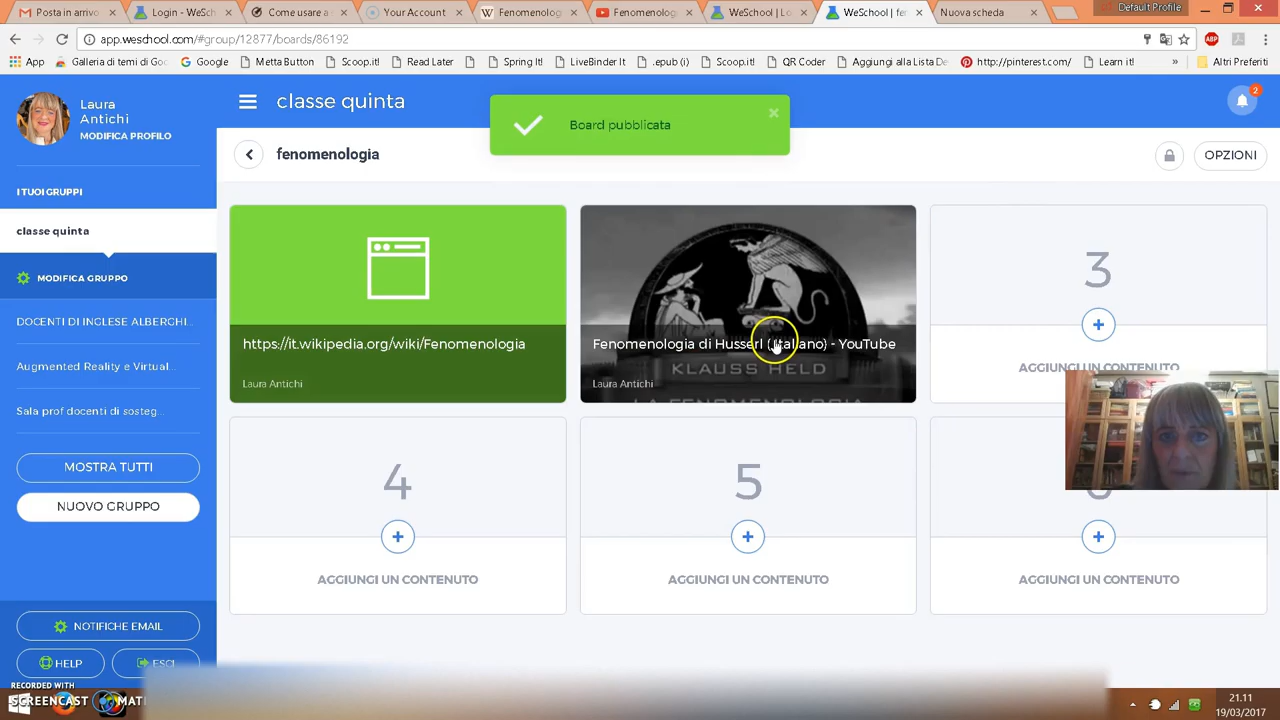 Posta in arrivo
Login - WeSch
Come usare a
Your Account
Fenomenolog
Fenomenolog
WeSchool | Lo
WeSchool | fer
Nuova scheda
Default Profile
app.weschool.com/#group/12877/boards/86192
App
Galleria di temi di Goo
Google
Metta Button
Scoop.it!
Read Later
Spring It!
LiveBinder It
.epub (i)
Scoop.it!
QR Coder
Aggiungi alla Lista De
http://pinterest.com/
Learn it!
»
Altri Preferiti
Laura
Antichi
MODIFICA PROFILO
classe quinta
Board pubblicata
2
fenomenologia
OPZIONI
I TUOI GRUPPI
classe quinta
MODIFICA GRUPPO
DOCENTI DI INGLESE ALBERGHI...
Augmented Reality e Virtual...
Sala prof docenti di sosteg...
MOSTRA TUTTI
NUOVO GRUPPO
NOTIFICHE EMAIL
HELP
ESCI
https://it.wikipedia.org/wiki/Fenomenologia
Laura Antichi
Fenomenologia di Husserl (italiano) - YouTube
Laura Antichi
KLAUSS HELD
LA FENOMENOLOGIA
3
AGGIUNGI UN CONTENUTO
4
AGGIUNGI UN CONTENUTO
5
AGGIUNGI UN CONTENUTO
AGGIUNGI UN CONTENUTO
RECORDED WITH
SCREENCAST MATI
21.11
19/03/2017